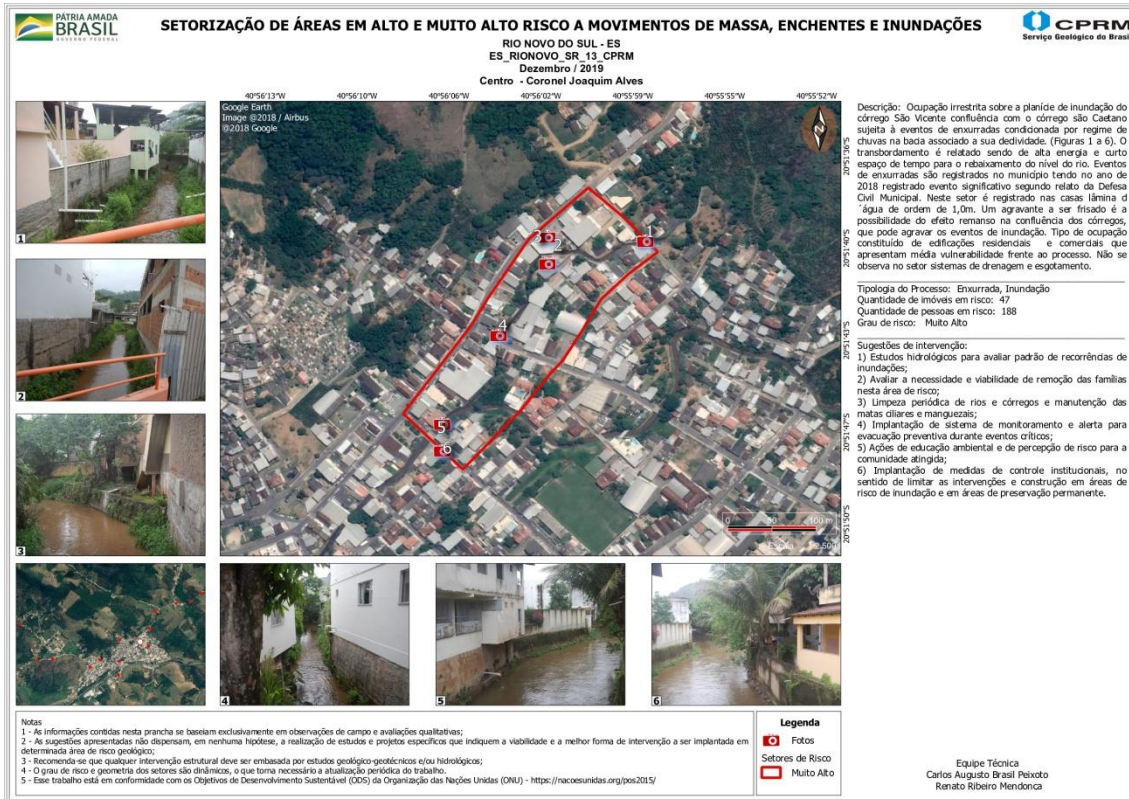 PÁTRIA AMADA
BRASIL
GOVERNO FEDERAL
SETORIZAÇÃO DE ÁREAS EM ALTO E MUITO ALTO RISCO A MOVIMENTOS DE MASSA, ENCHENTES E INUNDAÇÕES
RIO NOVO DO SUL - ES
ES_RIONOVO_SR_13_CPRM
Dezembro / 2019
Centro - Coronel Joaquim Alves
CPRM
Serviço Geológico do Brasil
40°56'13"W 40°56'10"W 40°56'06"W 40°56'02"W 40°55'59"W 40°55'55"W 40°55'52"W
Google Earth
Image @2018 / Airbus
@2018 Google
20°51'36"S
20°51'40"S
20°51'43"S
20°51'47"S
20°51'50"S
3
2
1
4
5
6
0 50 100 m
1
2
3
4
5
6
Descrição: Ocupação irrestrita sobre a planície de inundação do
córrego São Vicente confluência com o córrego são Caetano
sujeita à eventos de enxurradas condicionada por regime de
chuvas na bacia associado a sua declividade. (Figuras 1 a 6). O
transbordamento é relatado sendo de alta energia e curto
espaço de tempo para o rebaixamento do nível do rio. Eventos
de enxurradas são registrados no município tendo no ano de
2018 registrado evento significativo segundo relato da Defesa
Civil Municipal. Neste setor é registrado nas casas lâmina d
´água de ordem de 1,0m. Um agravante a ser frisado é a
possibilidade do efeito remanso na confluência dos córregos,
que pode agravar os eventos de inundação. Tipo de ocupação
constituído de edificações residenciais e comerciais que
apresentam média vulnerabilidade frente ao processo. Não se
observa no setor sistemas de drenagem e esgotamento.
Tipologia do Processo: Enxurrada, Inundação
Quantidade de imóveis em risco: 47
Quantidade de pessoas em risco: 188
Grau de risco: Muito Alto
Sugestões de intervenção:
1) Estudos hidrológicos para avaliar padrão de recorrências de
inundações;
2) Avaliar a necessidade e viabilidade de remoção das famílias
nesta área de risco;
3) Limpeza periódica de rios e córregos e manutenção das
matas ciliares e manguezais;
4) Implantação de sistema de monitoramento e alerta para
evacuação preventiva durante eventos críticos;
5) Ações de educação ambiental e de percepção de risco para a
comunidade atingida;
6) Implantação de medidas de controle institucionais, no
sentido de limitar as intervenções e construção em áreas de
risco de inundação e em áreas de preservação permanente.
Notas
1 - As informações contidas nesta prancha se baseiam exclusivamente em observações de campo e avaliações qualitativas;
2 - As sugestões apresentadas não dispensam, em nenhuma hipótese, a realização de estudos e projetos específicos que indiquem a viabilidade e a melhor forma de intervenção a ser implantada em
determinada área de risco geológico;
3 - Recomenda-se que qualquer intervenção estrutural deve ser embasada por estudos geológico-geotécnicos e/ou hidrológicos;
4 - O grau de risco e geometria dos setores são dinâmicos, o que torna necessário a atualização periódica do trabalho.
5 - Esse trabalho está em conformidade com os Objetivos de Desenvolvimento Sustentável (ODS) da Organização das Nações Unidas (ONU) - https://nacoesunidas.org/pos2015/
Legenda
Fotos
Setores de Risco
Muito Alto
Equipe Técnica
Carlos Augusto Brasil Peixoto
Renato Ribeiro Mendonca